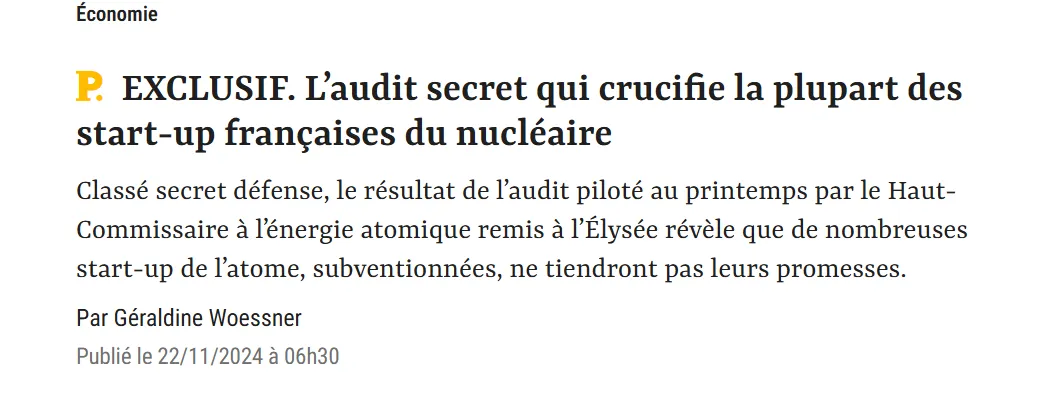 Économie
P. EXCLUSIF. L’audit secret qui crucifie la plupart des
start-up françaises du nucléaire
Classé secret défense, le résultat de l’audit piloté au printemps par le Haut-
Commissaire à l’énergie atomique remis à l’Élysée révèle que de nombreuses
start-up de l’atome, subventionnées, ne tiendront pas leurs promesses.
Par Géraldine Woessner
Publié le 22/11/2024 à 06h30